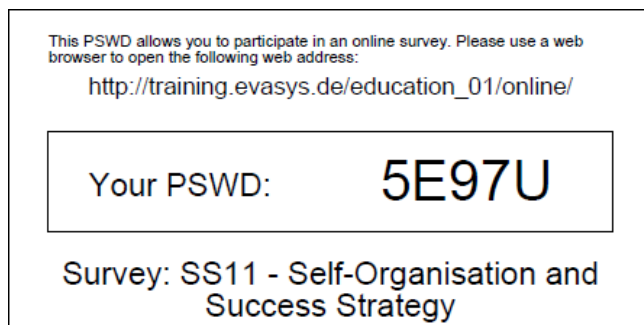 This PSWD allows you to participate in an online survey. Please use a web
browser to open the following web address:
http://training.evasys.de/education_01/online/
Your PSWD: 5E97U
Survey: SS11 - Self-Organisation and
Success Strategy